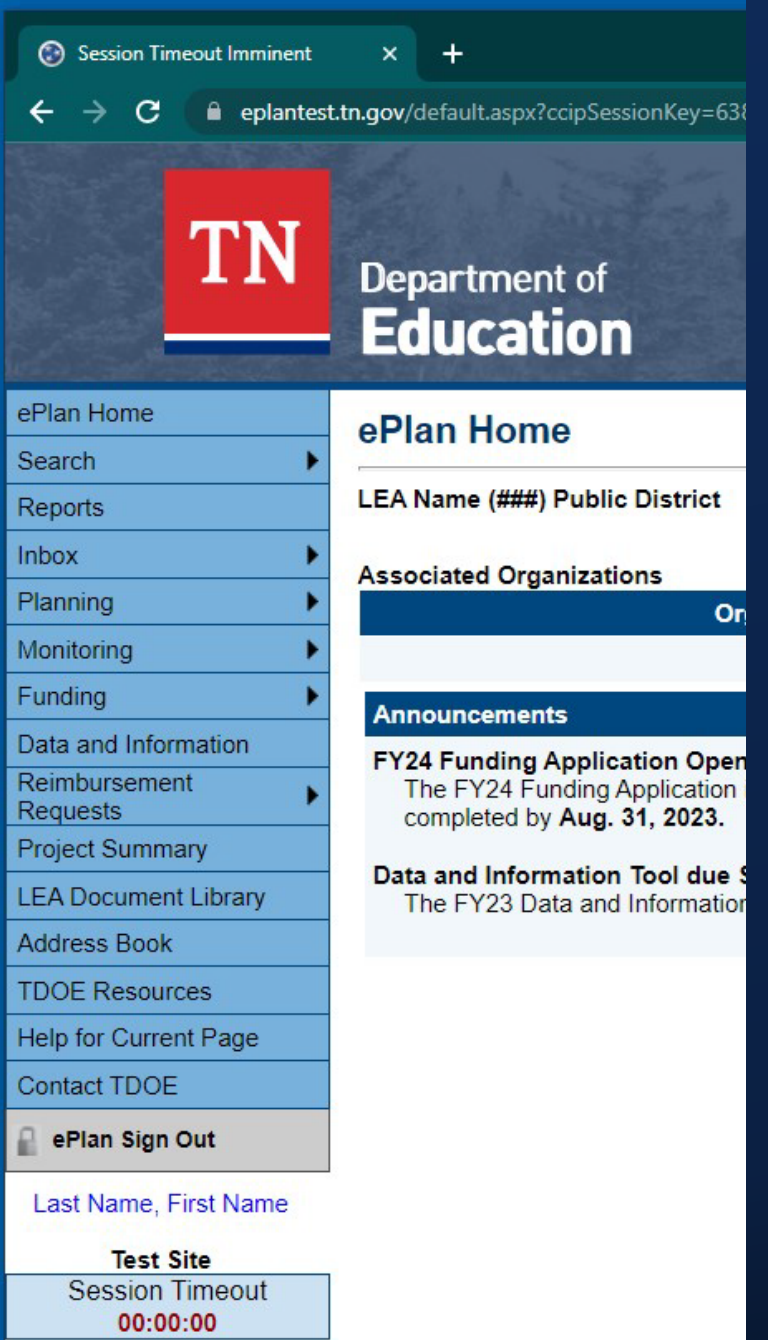 Session Timeout Imminent
eplantest.tn.gov/default.aspx?ccipSessionKey=638
TN
Department of
Education
ePlan Home
Search
Reports
Inbox
Planning
Monitoring
Funding
Data and Information
Reimbursement
Requests
Project Summary
LEA Document Library
Address Book
TDOE Resources
Help for Current Page
Contact TDOE
ePlan Sign Out
Last Name, First Name
Test Site
Session Timeout
00:00:00
ePlan Home
LEA Name (###) Public District
Associated Organizations
Announcements
FY24 Funding Application Open
The FY24 Funding Application
completed by Aug. 31, 2023.
Data and Information Tool due
The FY23 Data and Information